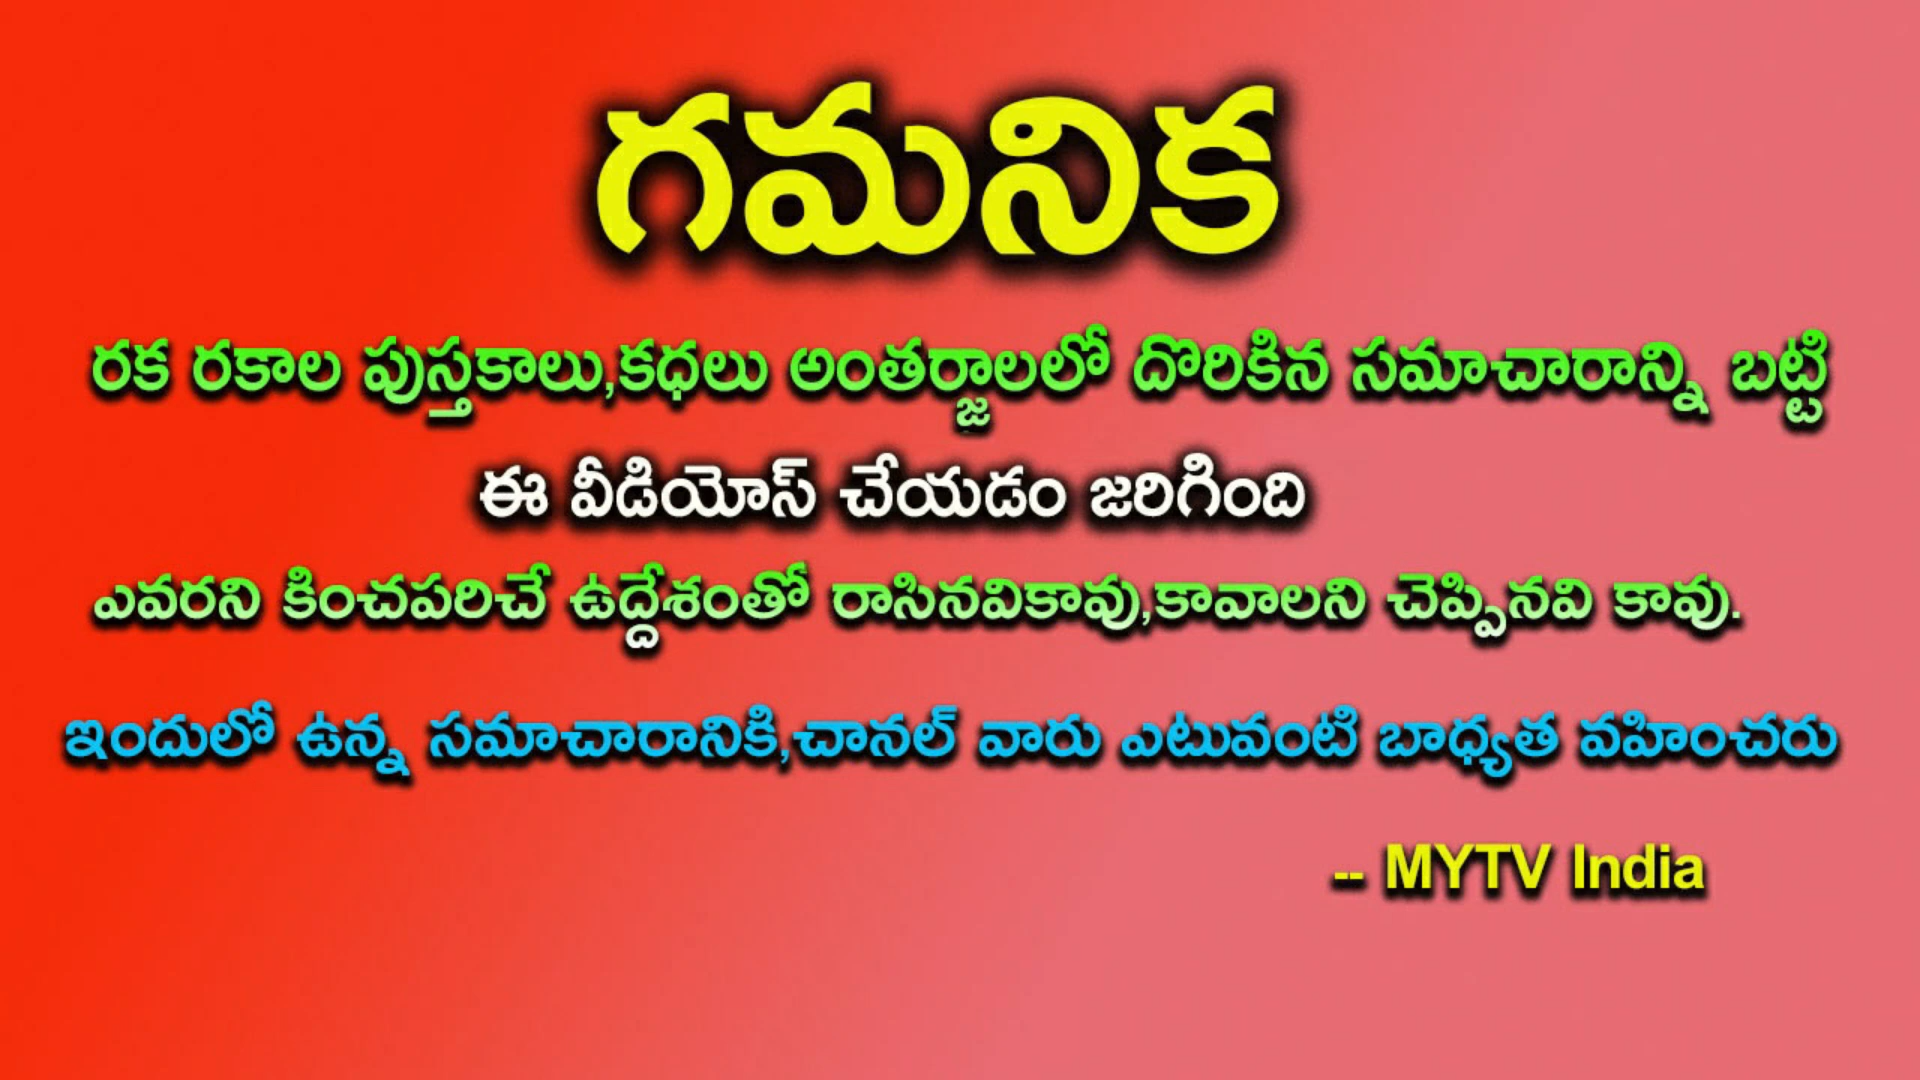 గమనిక
రక రకాల పుస్తకాలు,కధలు అంతర్జాలలో దొరికిన సమాచారాన్ని బట్టి
ఈ వీడియోస్ చేయడం జరిగింది
ఎవరని కించపరిచే ఉద్దేశంతో రాసినవికావు,కావాలని చెప్పినవి కావు.
ఇందులో ఉన్న సమాచారానికి,చానల్ వారు ఎటువంటి బాధ్యత వహించరు
-- MYTV India